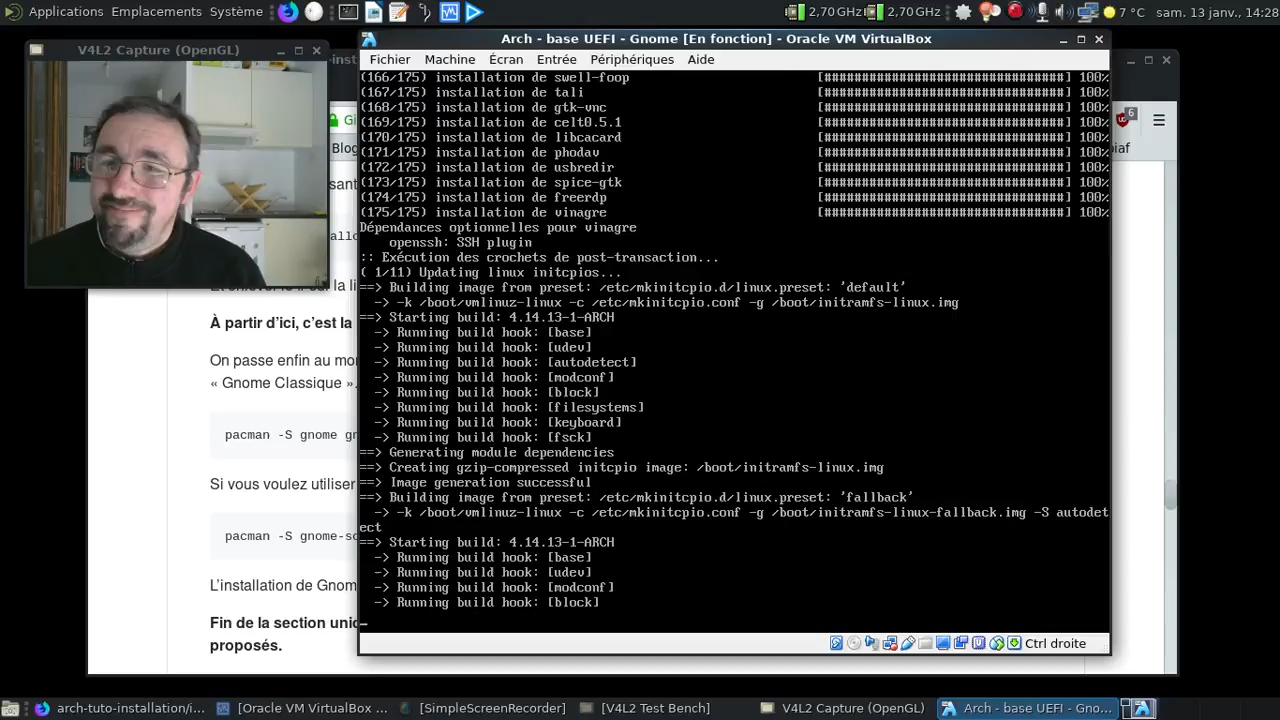 Applications Emplacements Système 2,70 GHz 2,70 GHz 7 °C sam. 13 janv., 14:28
V4L2 Capture (OpenGL)
Arch - base UEFI - Gnome [En fonction] - Oracle VM VirtualBox
Fichier Machine Écran Entrée Périphériques Aide
(166/175) installation de swell-foop [################################] 100%
(167/175) installation de tali [################################] 100%
(168/175) installation de gtk-vnc [################################] 100%
(169/175) installation de celt0.5.1 [################################] 100%
(170/175) installation de libcacard [################################] 100%
(171/175) installation de phodav [################################] 100%
(172/175) installation de usbredir [################################] 100%
(173/175) installation de spice-gtk [################################] 100%
(174/175) installation de freerdp [################################] 100%
(175/175) installation de vinagre [################################] 100%
Dépendances optionnelles pour vinagre
openssh: SSH plugin
:: Exécution des crochets de post-transaction...
( 1/11) Updating linux initcpios...
==> Building image from preset: /etc/mkinitcpio.d/linux.preset: 'default'
-> -k /boot/vmlinuz-linux -c /etc/mkinitcpio.conf -g /boot/initramfs-linux.img
==> Starting build: 4.14.13-1-ARCH
-> Running build hook: [base]
-> Running build hook: [udev]
-> Running build hook: [autodetect]
-> Running build hook: [modconf]
-> Running build hook: [block]
-> Running build hook: [filesystems]
-> Running build hook: [keyboard]
-> Running build hook: [fsck]
==> Generating module dependencies
==> Creating gzip-compressed initcpio image: /boot/initramfs-linux.img
==> Image generation successful
==> Building image from preset: /etc/mkinitcpio.d/linux.preset: 'fallback'
-> -k /boot/vmlinuz-linux -c /etc/mkinitcpio.conf -g /boot/initramfs-linux-fallback.img -S autodet
ect
==> Starting build: 4.14.13-1-ARCH
-> Running build hook: [base]
-> Running build hook: [udev]
-> Running build hook: [modconf]
-> Running build hook: [block]
Ctrl droite
À partir d’ici, c’est la
On passe enfin au mo
« Gnome Classique ».
pacman -S gnome gn
Si vous voulez utiliser
pacman -S gnome-so
L’installation de Gnome
Fin de la section uni
proposés.
Gi
6
Blog
piaf
arch-tuto-installation/i... [Oracle VM VirtualBox ... [SimpleScreenRecorder] [V4L2 Test Bench] V4L2 Capture (OpenGL) Arch - base UEFI - Gno...